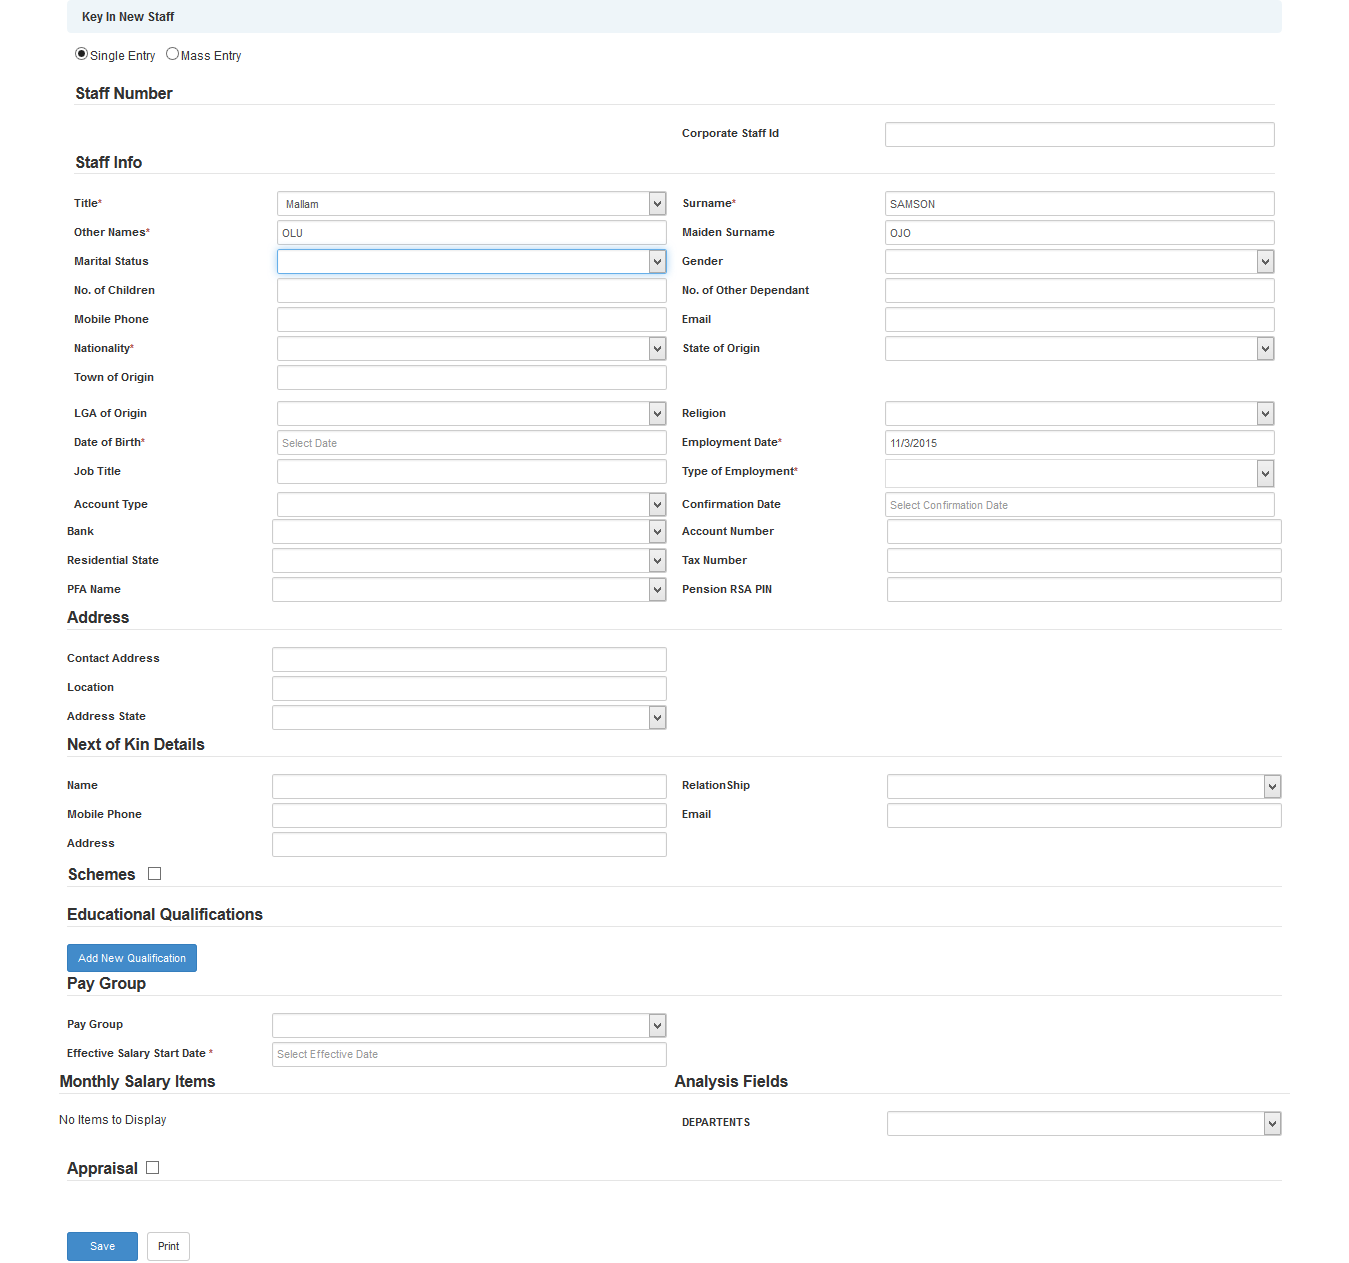 Key In New Staff
Single Entry Mass Entry
Staff Number
Corporate Staff Id
Staff Info
Title* Mallam Surname* SAMSON
Other Names* OLU Maiden Surname OJO
Marital Status Gender
No. of Children No. of Other Dependant
Mobile Phone Email
Nationality* State of Origin
Town of Origin
LGA of Origin Religion
Date of Birth* Select Date Employment Date* 11/3/2015
Job Title Type of Employment*
Account Type Confirmation Date Select Confirmation Date
Bank Account Number
Residential State Tax Number
PFA Name Pension RSA PIN
Address
Contact Address
Location
Address State
Next of Kin Details
Name RelationShip
Mobile Phone Email
Address
Schemes
Educational Qualifications
Add New Qualification
Pay Group
Pay Group
Effective Salary Start Date * Select Effective Date
Monthly Salary Items Analysis Fields
No Items to Display DEPARTENTS
Appraisal
Save Print